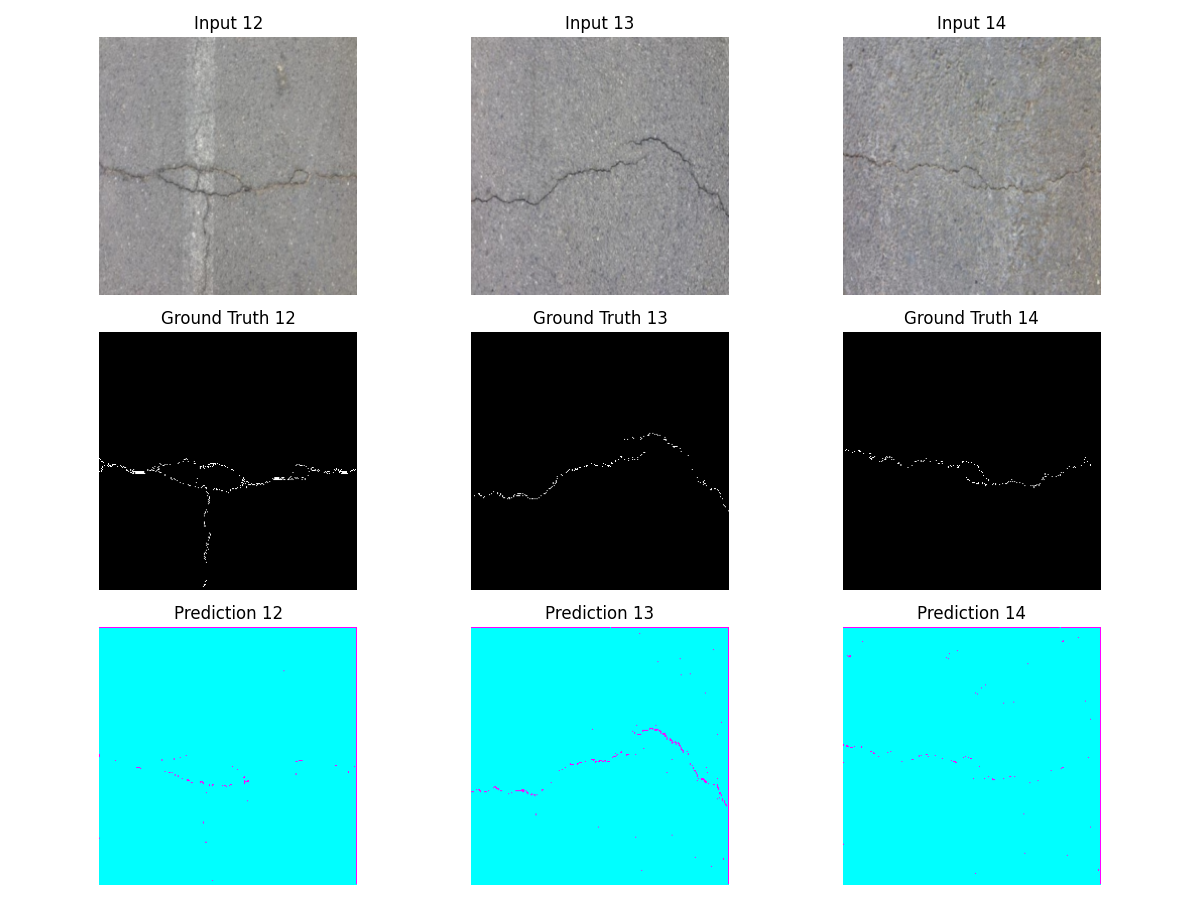 Input 12
Input 13
Input 14
Ground Truth 12
Ground Truth 13
Ground Truth 14
Prediction 12
Prediction 13
Prediction 14